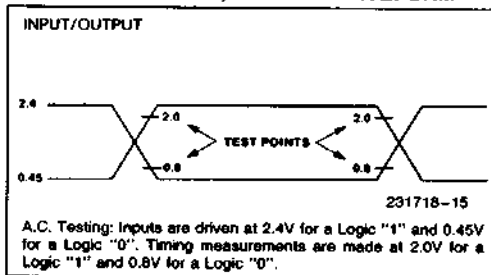 INPUT/OUTPUT
2.4
2.0
2.0
TEST POINTS
0.8
0.8
0.45
231718-15
A.C. Testing: Inputs are driven at 2.4V for a Logic "1" and 0.45V
for a Logic "0". Timing measurements are made at 2.0V for a
Logic "1" and 0.8V for a Logic "0".